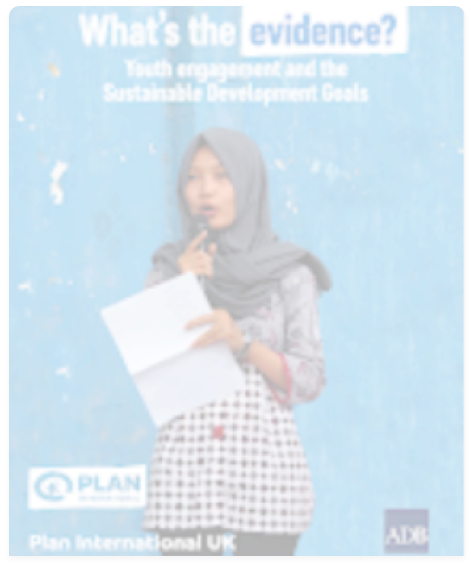 What's the evidence?
Youth engagement and the
Sustainable Development Goals
PLAN
Plan International UK
ADB